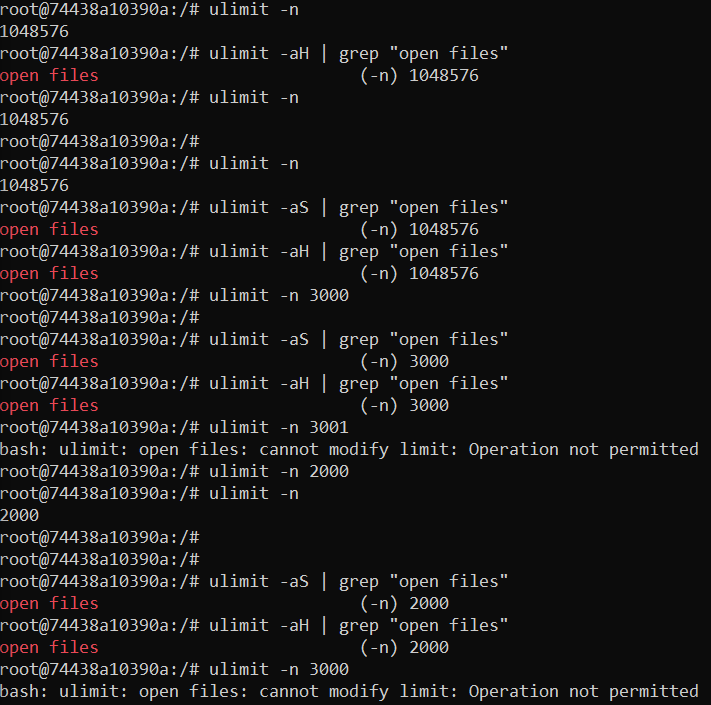 root@74438a10390a:/# ulimit -n
1048576
root@74438a10390a:/# ulimit -aH | grep "open files"
open files                          (-n) 1048576
root@74438a10390a:/# ulimit -n
1048576
root@74438a10390a:/#
root@74438a10390a:/# ulimit -n
1048576
root@74438a10390a:/# ulimit -aS | grep "open files"
open files                          (-n) 1048576
root@74438a10390a:/# ulimit -aH | grep "open files"
open files                          (-n) 1048576
root@74438a10390a:/# ulimit -n 3000
root@74438a10390a:/#
root@74438a10390a:/# ulimit -aS | grep "open files"
open files                          (-n) 3000
root@74438a10390a:/# ulimit -aH | grep "open files"
open files                          (-n) 3000
root@74438a10390a:/# ulimit -n 3001
bash: ulimit: open files: cannot modify limit: Operation not permitted
root@74438a10390a:/# ulimit -n 2000
root@74438a10390a:/# ulimit -n
2000
root@74438a10390a:/#
root@74438a10390a:/#
root@74438a10390a:/# ulimit -aS | grep "open files"
open files                          (-n) 2000
root@74438a10390a:/# ulimit -aH | grep "open files"
open files                          (-n) 2000
root@74438a10390a:/# ulimit -n 3000
bash: ulimit: open files: cannot modify limit: Operation not permitted